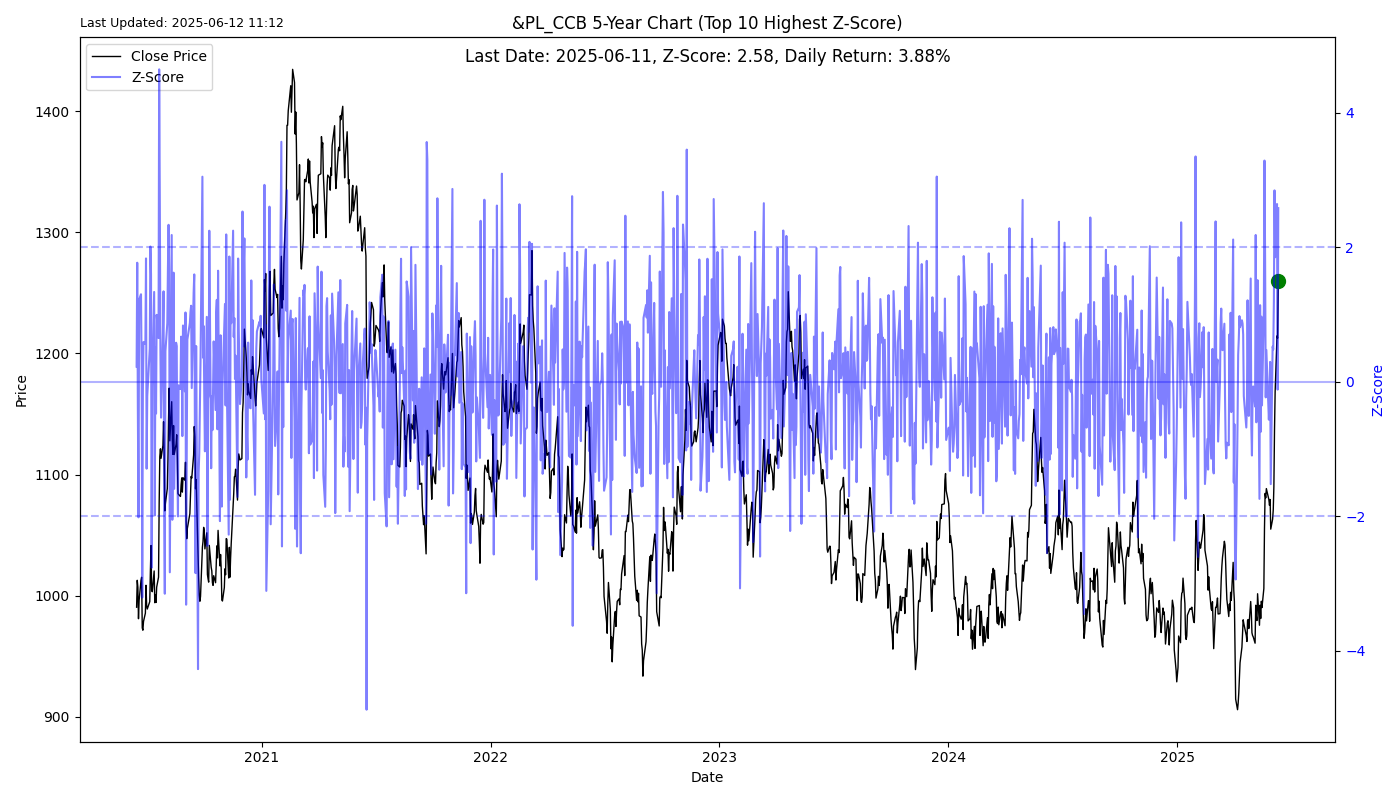 Last Updated: 2025-06-12 11:12
&PL_CCB 5-Year Chart (Top 10 Highest Z-Score)
Last Date: 2025-06-11, Z-Score: 2.58, Daily Return: 3.88%
Close Price
Z-Score
1400
1300
1200
1100
1000
900
Price
4
2
0
−2
−4
Z-Score
2021
2022
2023
2024
2025
Date